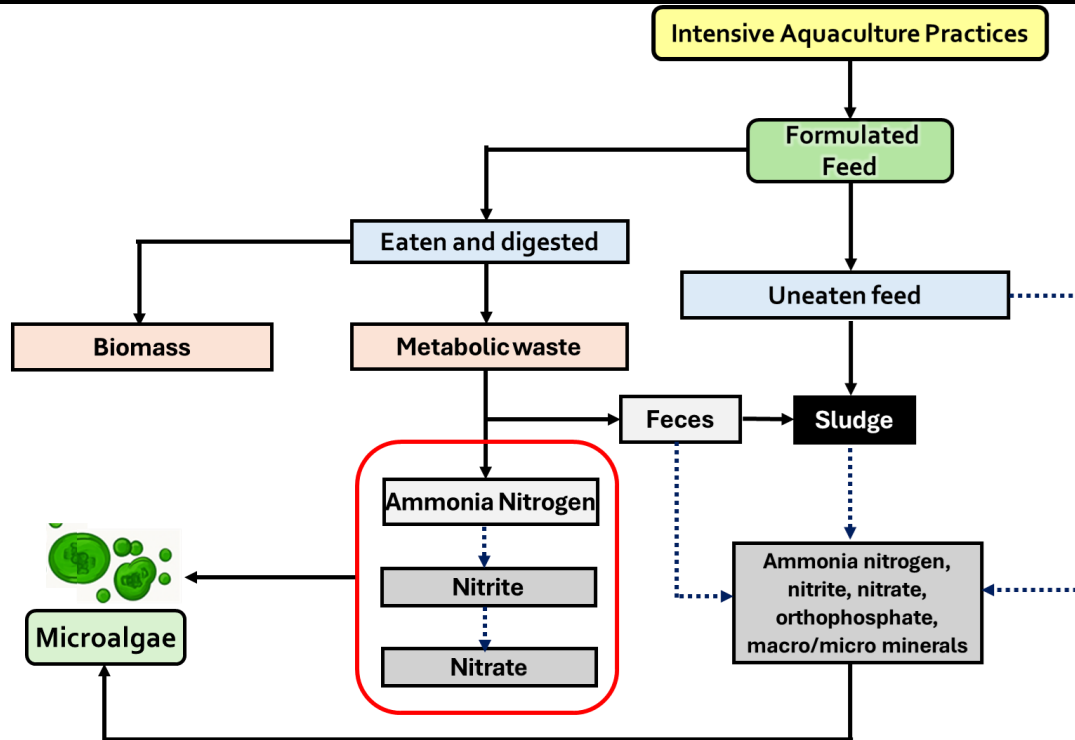 Intensive Aquaculture Practices
Formulated
Feed
Eaten and digested
Uneaten feed
Biomass
Metabolic waste
Feces
Sludge
Ammonia Nitrogen
Nitrite
Nitrate
Ammonia nitrogen,
nitrite, nitrate,
orthophosphate,
macro/micro minerals
Microalgae